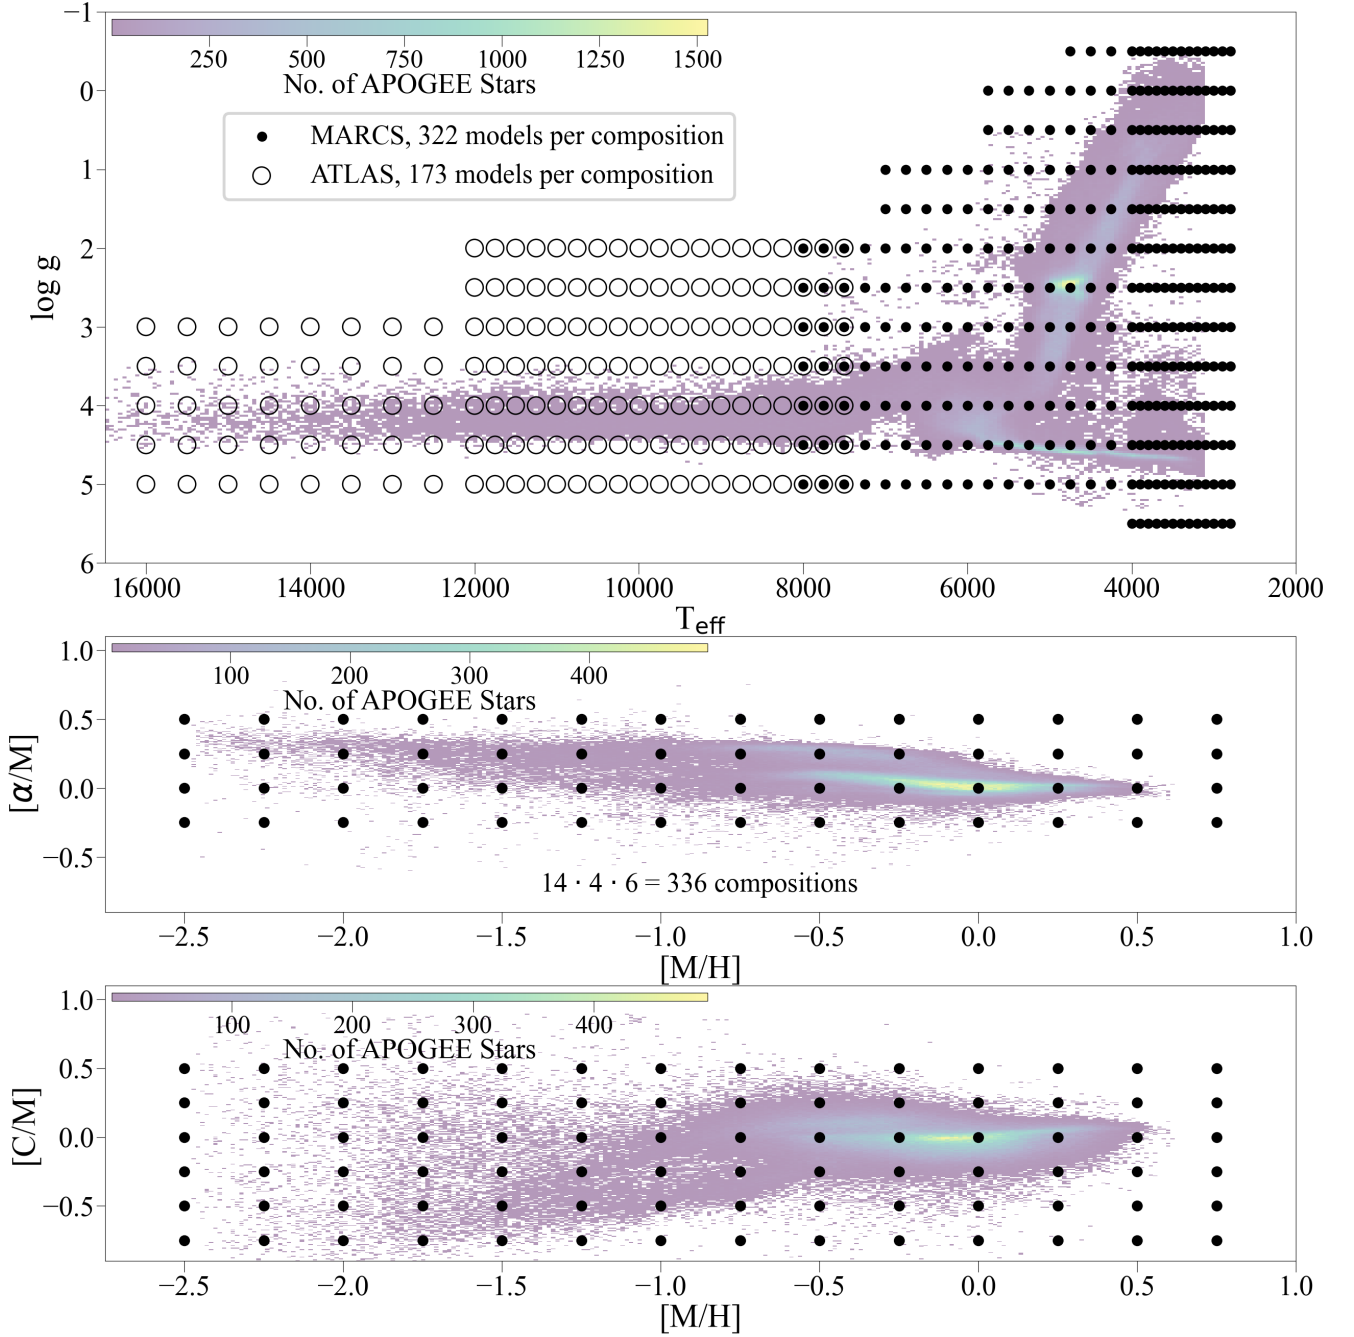 −1
0
1
2
3
4
5
6
log g
250 500 750 1000 1250 1500
No. of APOGEE Stars
MARCS, 322 models per composition
ATLAS, 173 models per composition
16000 14000 12000 10000 8000 6000 4000 2000
Teff
1.0
0.5
0.0
−0.5
[α/M]
100 200 300 400
No. of APOGEE Stars
14 · 4 · 6 = 336 compositions
−2.5 −2.0 −1.5 −1.0 −0.5 0.0 0.5 1.0
[M/H]
1.0
0.5
0.0
−0.5
[C/M]
100 200 300 400
No. of APOGEE Stars
−2.5 −2.0 −1.5 −1.0 −0.5 0.0 0.5 1.0
[M/H]